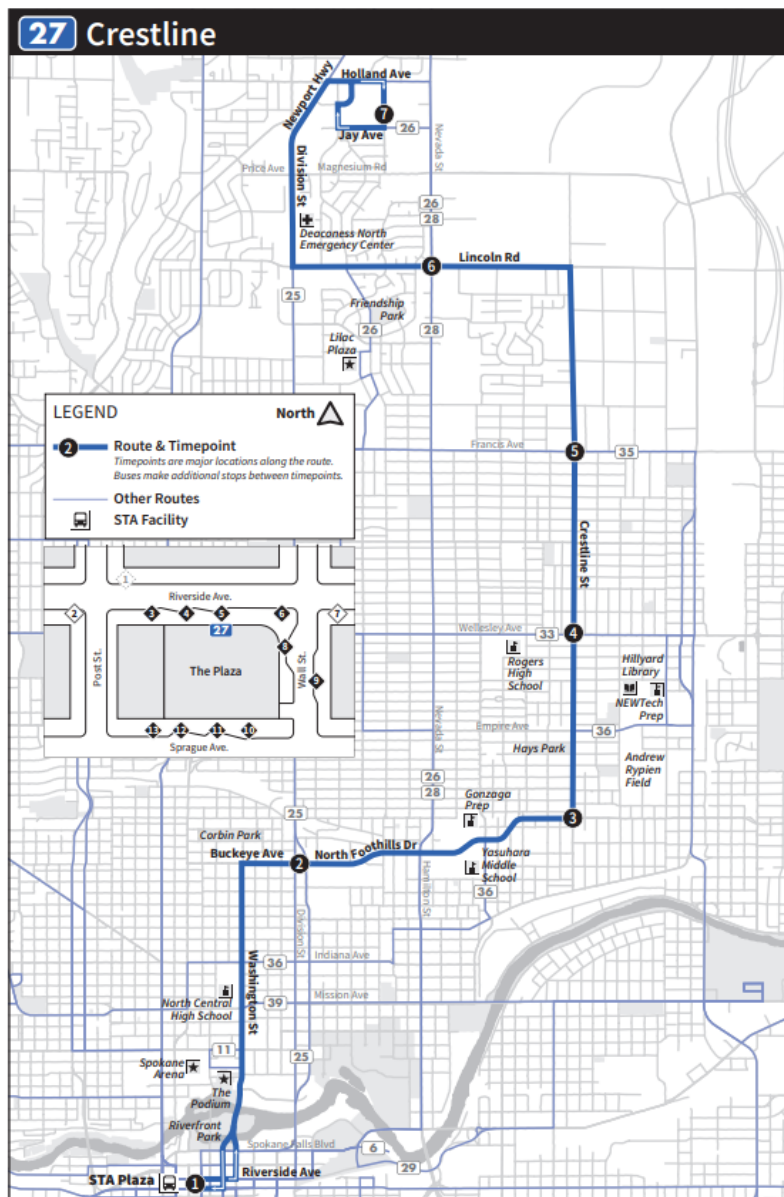 27 Crestline
Holland Ave
Newport Hwy
7
Jay Ave
26
Nevada St
Division St
Price Ave
Magnesium Rd
26
28
Deaconess North
Emergency Center
6
Lincoln Rd
25
Friendship
Park
26
28
Lilac
Plaza
LEGEND
North
2
Route & Timepoint
Timepoints are major locations along the route.
Buses make additional stops between timepoints.
Other Routes
STA Facility
Francis Ave
5
35
Crestline St
1
Riverside Ave.
2
3
4
5
6
7
27
8
Post St.
The Plaza
Wall St.
9
13
12
11
10
Sprague Ave.
Wellesley Ave
33
4
Rogers
High
School
Hillyard
Library
NEWTech
Prep
Nevada St
Empire Ave
36
Hays Park
Andrew
Rypien
Field
26
28
Gonzaga
Prep
25
3
Corbin Park
Buckeye Ave
2
North Foothills Dr
Yasuhara
Middle
School
36
Hamilton St
Division St
Washington St
36
Indiana Ave
North Central
High School
39
Mission Ave
11
25
Spokane
Arena
The
Podium
Riverfront
Park
Spokane Falls Blvd
6
29
STA Plaza
1
Riverside Ave